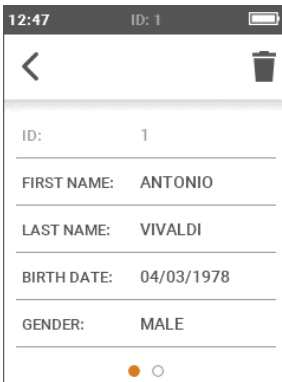 12:47 ID: 1
ID: 1
FIRST NAME: ANTONIO
LAST NAME: VIVALDI
BIRTH DATE: 04/03/1978
GENDER: MALE